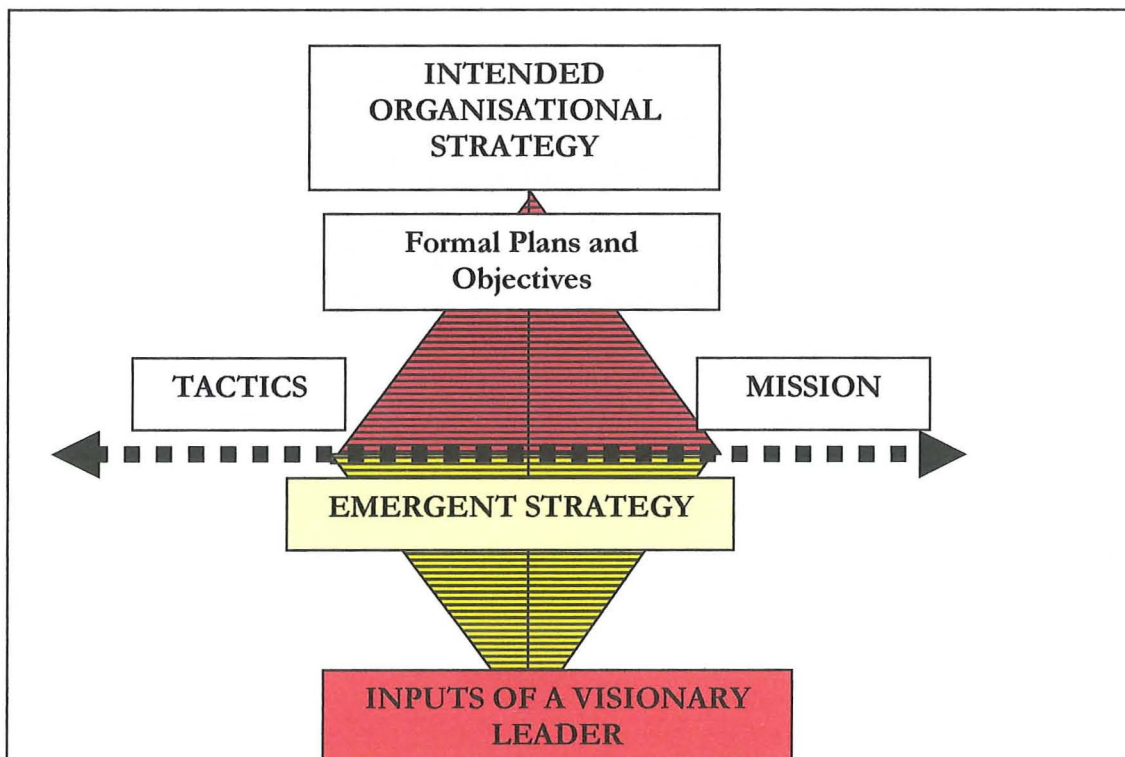 INTENDED
ORGANISATIONAL
STRATEGY
Formal Plans and
Objectives
TACTICS
MISSION
EMERGENT STRATEGY
INPUTS OF A VISIONARY
LEADER